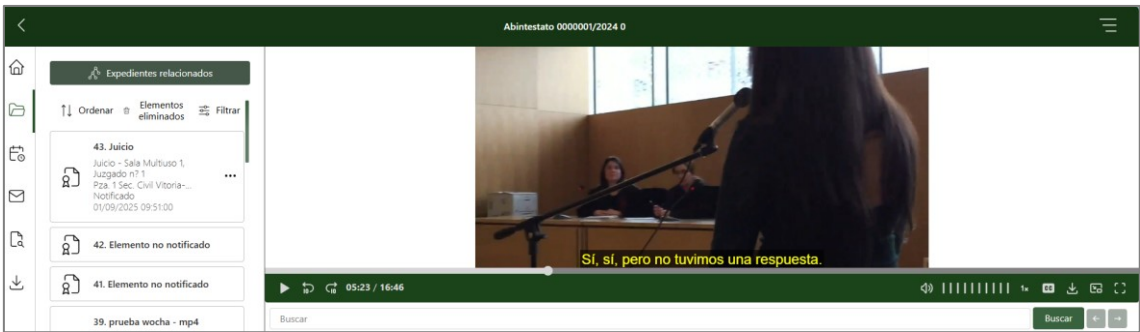 Abintestato 0000001/2024 0
Expedientes relacionados
Ordenar
Elementos
eliminados
Filtrar
43. Juicio
Juicio - Sala Multiuso 1,
Juzgado nº 1
Pza. 1 Sec. Civil Vitoria-...
Notificado
01/09/2025 09:51:00
42. Elemento no notificado
41. Elemento no notificado
39. prueba wocha - mp4
Sí, sí, pero no tuvimos una respuesta.
10
10
05:23 / 16:46
1x
Buscar
Buscar